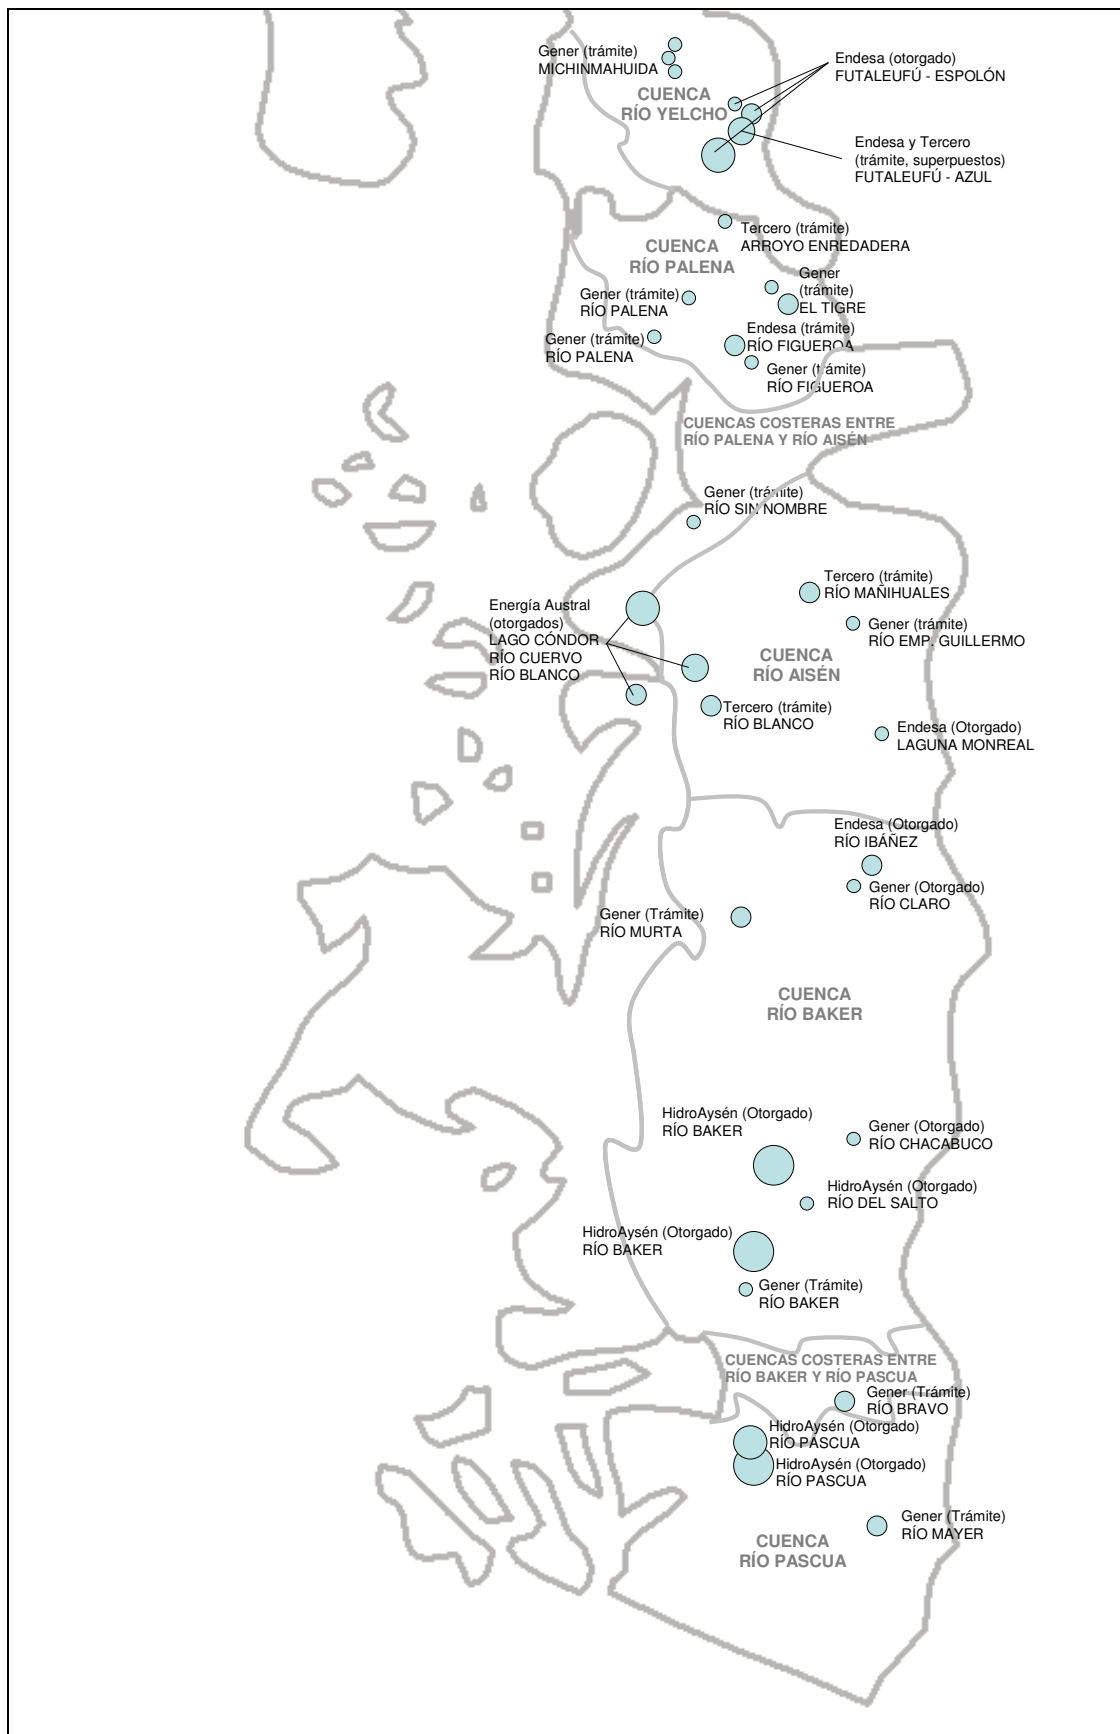 Gener (trámite)
MICHINMAHUIDA
Endesa (otorgado)
FUTALEUFÚ - ESPOLÓN
CUENCA
RÍO YELCHO
Endesa y Tercero
(trámite, superpuestos)
FUTALEUFÚ - AZUL
Tercero (trámite)
ARROYO ENREDADERA
CUENCA
RÍO PALENA
Gener
(trámite)
EL TIGRE
Gener (trámite)
RÍO PALENA
Endesa (trámite)
RÍO FIGUEROA
Gener (trámite)
RÍO PALENA
Gener (trámite)
RÍO FIGUEROA
CUENCAS COSTERAS ENTRE
RÍO PALENA Y RÍO AISÉN
Gener (trámite)
RÍO SIN NOMBRE
Tercero (trámite)
RÍO MAÑIHUALES
Energía Austral
(otorgados)
LAGO CÓNDOR
RÍO CUERVO
RÍO BLANCO
Gener (trámite)
RÍO EMP. GUILLERMO
CUENCA
RÍO AISÉN
Tercero (trámite)
RÍO BLANCO
Endesa (Otorgado)
LAGUNA MONREAL
Endesa (Otorgado)
RÍO IBÁÑEZ
Gener (Otorgado)
RÍO CLARO
Gener (Trámite)
RÍO MURTA
CUENCA
RÍO BAKER
HidroAysén (Otorgado)
RÍO BAKER
Gener (Otorgado)
RÍO CHACABUCO
HidroAysén (Otorgado)
RÍO DEL SALTO
HidroAysén (Otorgado)
RÍO BAKER
Gener (Trámite)
RÍO BAKER
CUENCAS COSTERAS ENTRE
RÍO BAKER Y RÍO PASCUA
Gener (Trámite)
RÍO BRAVO
HidroAysén (Otorgado)
RÍO PASCUA
HidroAysén (Otorgado)
RÍO PASCUA
Gener (Trámite)
RÍO MAYER
CUENCA
RÍO PASCUA